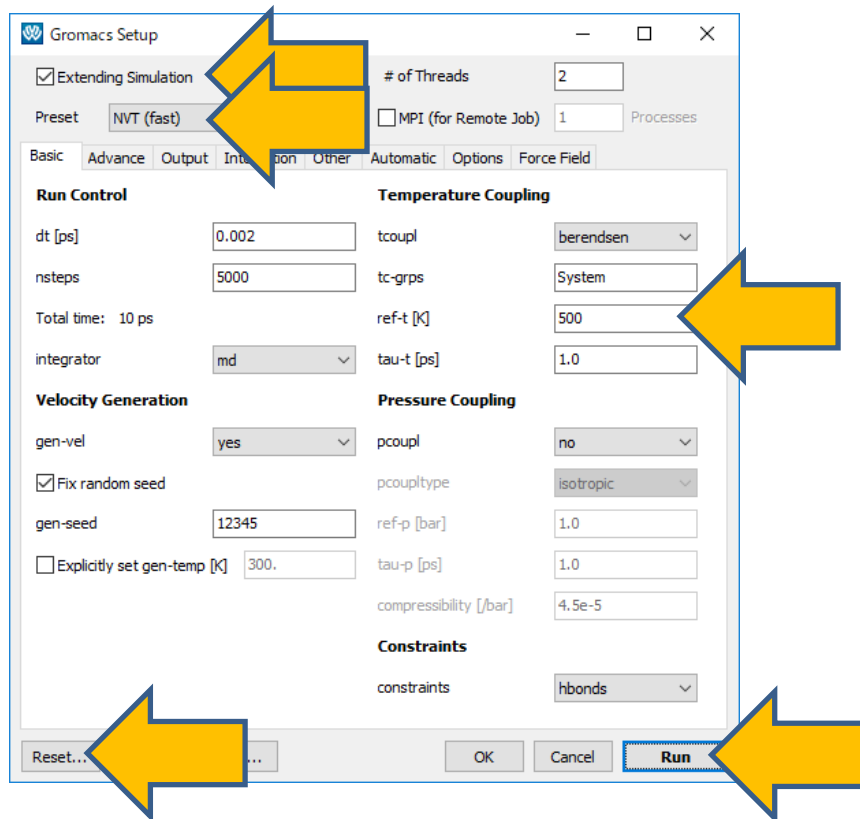 Gromacs Setup
Extending Simulation
# of Threads
2
Preset
NVT (fast)
MPI (for Remote Job)
1
Processes
Basic
Advance
Output
Other
Automatic
Options
Force Field
Run Control
Temperature Coupling
dt [ps]
0.002
tcoupl
berendsen
nsteps
5000
tc-grps
System
Total time: 10 ps
ref-t [K]
500
integrator
md
tau-t [ps]
1.0
Velocity Generation
Pressure Coupling
gen-vel
yes
pcoupl
no
Fix random seed
pcoupltype
isotropic
gen-seed
12345
ref-p [bar]
1.0
Explicitly set gen-temp [K]
300.
tau-p [ps]
1.0
compressibility [/bar]
4.5e-5
Constraints
constraints
hbonds
Reset...
...
OK
Cancel
Run